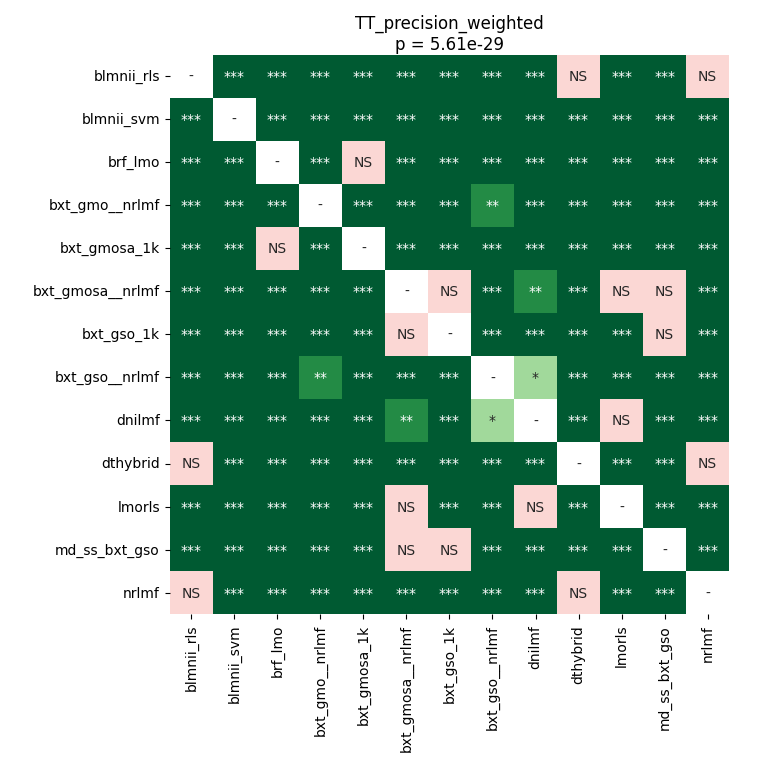 TT_precision_weighted
p = 5.61e-29
blmnii_rls - *** *** *** *** *** *** *** *** NS *** *** NS
blmnii_svm *** - *** *** *** *** *** *** *** *** *** *** ***
brf_lmo *** *** - *** NS *** *** *** *** *** *** *** ***
bxt_gmo__nrlmf *** *** *** - *** *** *** ** *** *** *** *** ***
bxt_gmosa_1k *** *** NS *** - *** *** *** *** *** *** *** ***
bxt_gmosa__nrlmf *** *** *** *** *** - NS *** ** *** NS NS ***
bxt_gso_1k *** *** *** *** *** NS - *** *** *** *** NS ***
bxt_gso__nrlmf *** *** *** ** *** *** *** - * *** *** *** ***
dnilmf *** *** *** *** *** ** *** * - *** NS *** ***
dthybrid NS *** *** *** *** *** *** *** *** - *** *** NS
lmorls *** *** *** *** *** NS *** *** NS *** - *** ***
md_ss_bxt_gso *** *** *** *** *** NS NS *** *** *** *** - ***
nrlmf NS *** *** *** *** *** *** *** *** NS *** *** -
blmnii_rls
blmnii_svm
brf_lmo
bxt_gmo__nrlmf
bxt_gmosa_1k
bxt_gmosa__nrlmf
bxt_gso_1k
bxt_gso__nrlmf
dnilmf
dthybrid
lmorls
md_ss_bxt_gso
nrlmf